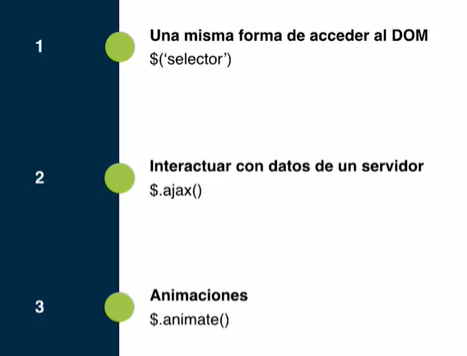 1
Una misma forma de acceder al DOM
$(‘selector’)
2
Interactuar con datos de un servidor
$.ajax()
3
Animaciones
$.animate()